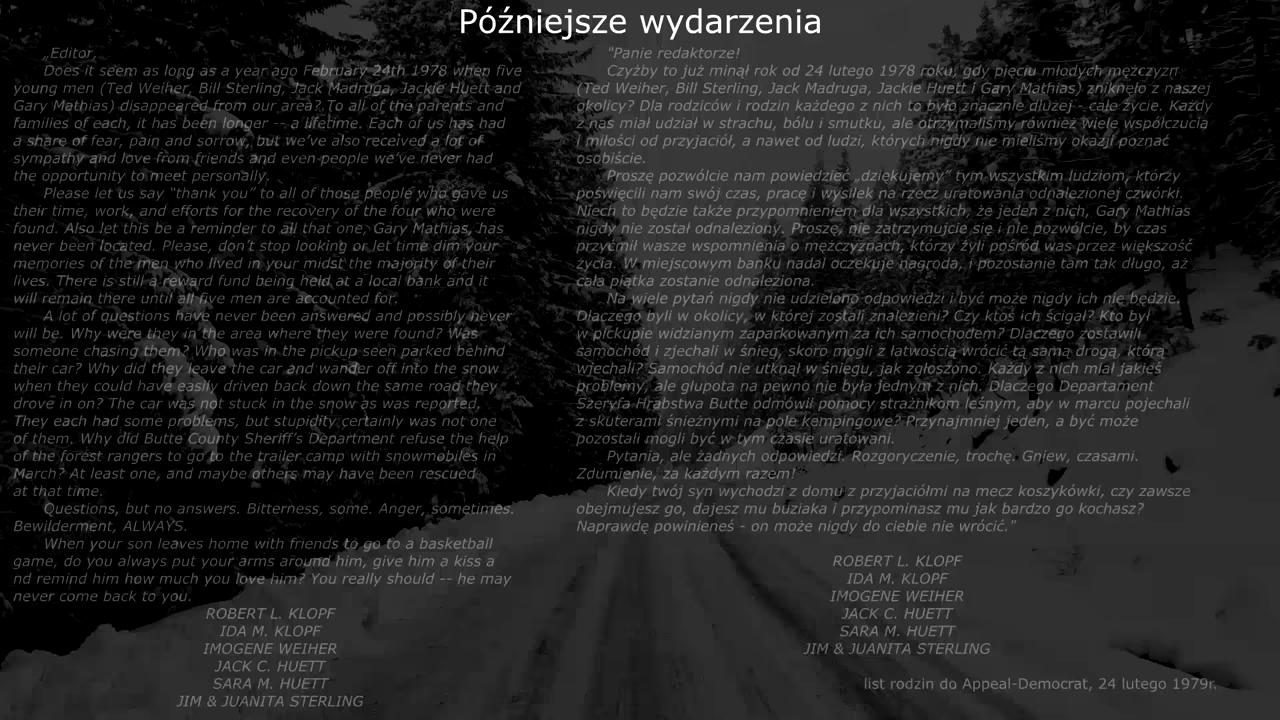 Późniejsze wydarzenia
„Editor,
Does it seem as long as a year ago February 24th 1978 when five
young men (Ted Weiher, Bill Sterling, Jack Madruga, Jackie Huett and
Gary Mathias) disappeared from our area? To all of the parents and
families of each, it has been longer -- a lifetime. Each of us has had
a share of fear, pain and sorrow, but we’ve also received a lot of
sympathy and love from friends and even people we’ve never had
the opportunity to meet personally.
Please let us say “thank you” to all of those people who gave us
their time, work, and efforts for the recovery of the four who were
found. Also let this be a reminder to all that one, Gary Mathias, has
never been located. Please, don’t stop looking or let time dim your
memories of the men who lived in your midst the majority of their
lives. There is still a reward fund being held at a local bank and it
will remain there until all five men are accounted for.
A lot of questions have never been answered and possibly never
will be. Why were they in the area where they were found? Was
someone chasing them? Who was in the pickup seen parked behind
their car? Why did they leave the car and wander off into the snow
when they could have easily driven back down the same road they
drove in on? The car was not stuck in the snow as was reported,
They each had some problems, but stupidity certainly was not one
of them. Why did Butte County Sheriff’s Department refuse the help
of the forest rangers to go to the trailer camp with snowmobiles in
March? At least one, and maybe others may have been rescued
at that time.
Questions, but no answers. Bitterness, some. Anger, sometimes.
Bewilderment, ALWAYS.
When your son leaves home with friends to go to a basketball
game, do you always put your arms around him, give him a kiss a
nd remind him how much you love him? You really should -- he may
never come back to you.
ROBERT L. KLOPF
IDA M. KLOPF
IMOGENE WEIHER
JACK C. HUETT
SARA M. HUETT
JIM & JUANITA STERLING
"Panie redaktorze!
Czyżby to już minął rok od 24 lutego 1978 roku, gdy pięciu młodych mężczyzn
(Ted Weiher, Bill Sterling, Jack Madruga, Jackie Huett i Gary Mathias) zniknęło z naszej
okolicy? Dla rodziców i rodzin każdego z nich to było znacznie dłużej - całe życie. Każdy
z nas miał udział w strachu, bólu i smutku, ale otrzymaliśmy również wiele współczucia
i miłości od przyjaciół, a nawet od ludzi, których nigdy nie mieliśmy okazji poznać
osobiście.
Proszę pozwólcie nam powiedzieć „dziękujemy” tym wszystkim ludziom, którzy
poświęcili nam swój czas, pracę i wysiłek na rzecz uratowania odnalezionej czwórki.
Niech to będzie także przypomnieniem dla wszystkich, że jeden z nich, Gary Mathias
nigdy nie został odnaleziony. Proszę, nie zatrzymujcie się i nie pozwólcie, by czas
przyćmił wasze wspomnienia o mężczyznach, którzy żyli pośród was przez większość
życia. W miejscowym banku nadal oczekuje nagroda, i pozostanie tam tak długo, aż
cała piątka zostanie odnaleziona.
Na wiele pytań nigdy nie udzielono odpowiedzi i być może nigdy ich nie będzie.
Dlaczego byli w okolicy, w której zostali znalezieni? Czy ktoś ich ścigał? Kto był
w pickupie widzianym zaparkowanym za ich samochodem? Dlaczego zostawili
samochód i zjechali w śnieg, skoro mogli z łatwością wrócić tą samą drogą, którą
wjechali? Samochód nie utknął w śniegu, jak zgłoszono. Każdy z nich miał jakieś
problemy, ale głupota na pewno nie była jednym z nich. Dlaczego Departament
Szeryfa Hrabstwa Butte odmówił pomocy strażnikom leśnym, aby w marcu pojechali
z skuterami śnieżnymi na pole kempingowe? Przynajmniej jeden, a być może
pozostali mogli być w tym czasie uratowani.
Pytania, ale żadnych odpowiedzi. Rozgoryczenie, trochę. Gniew, czasami.
Zdumienie, za każdym razem!
Kiedy twój syn wychodzi z domu z przyjaciółmi na mecz koszykówki, czy zawsze
obejmujesz go, dajesz mu buziaka i przypominasz mu jak bardzo go kochasz?
Naprawdę powinieneś - on może nigdy do ciebie nie wrócić."
ROBERT L. KLOPF
IDA M. KLOPF
IMOGENE WEIHER
JACK C. HUETT
SARA M. HUETT
JIM & JUANITA STERLING
list rodzin do Appeal-Democrat, 24 lutego 1979r.